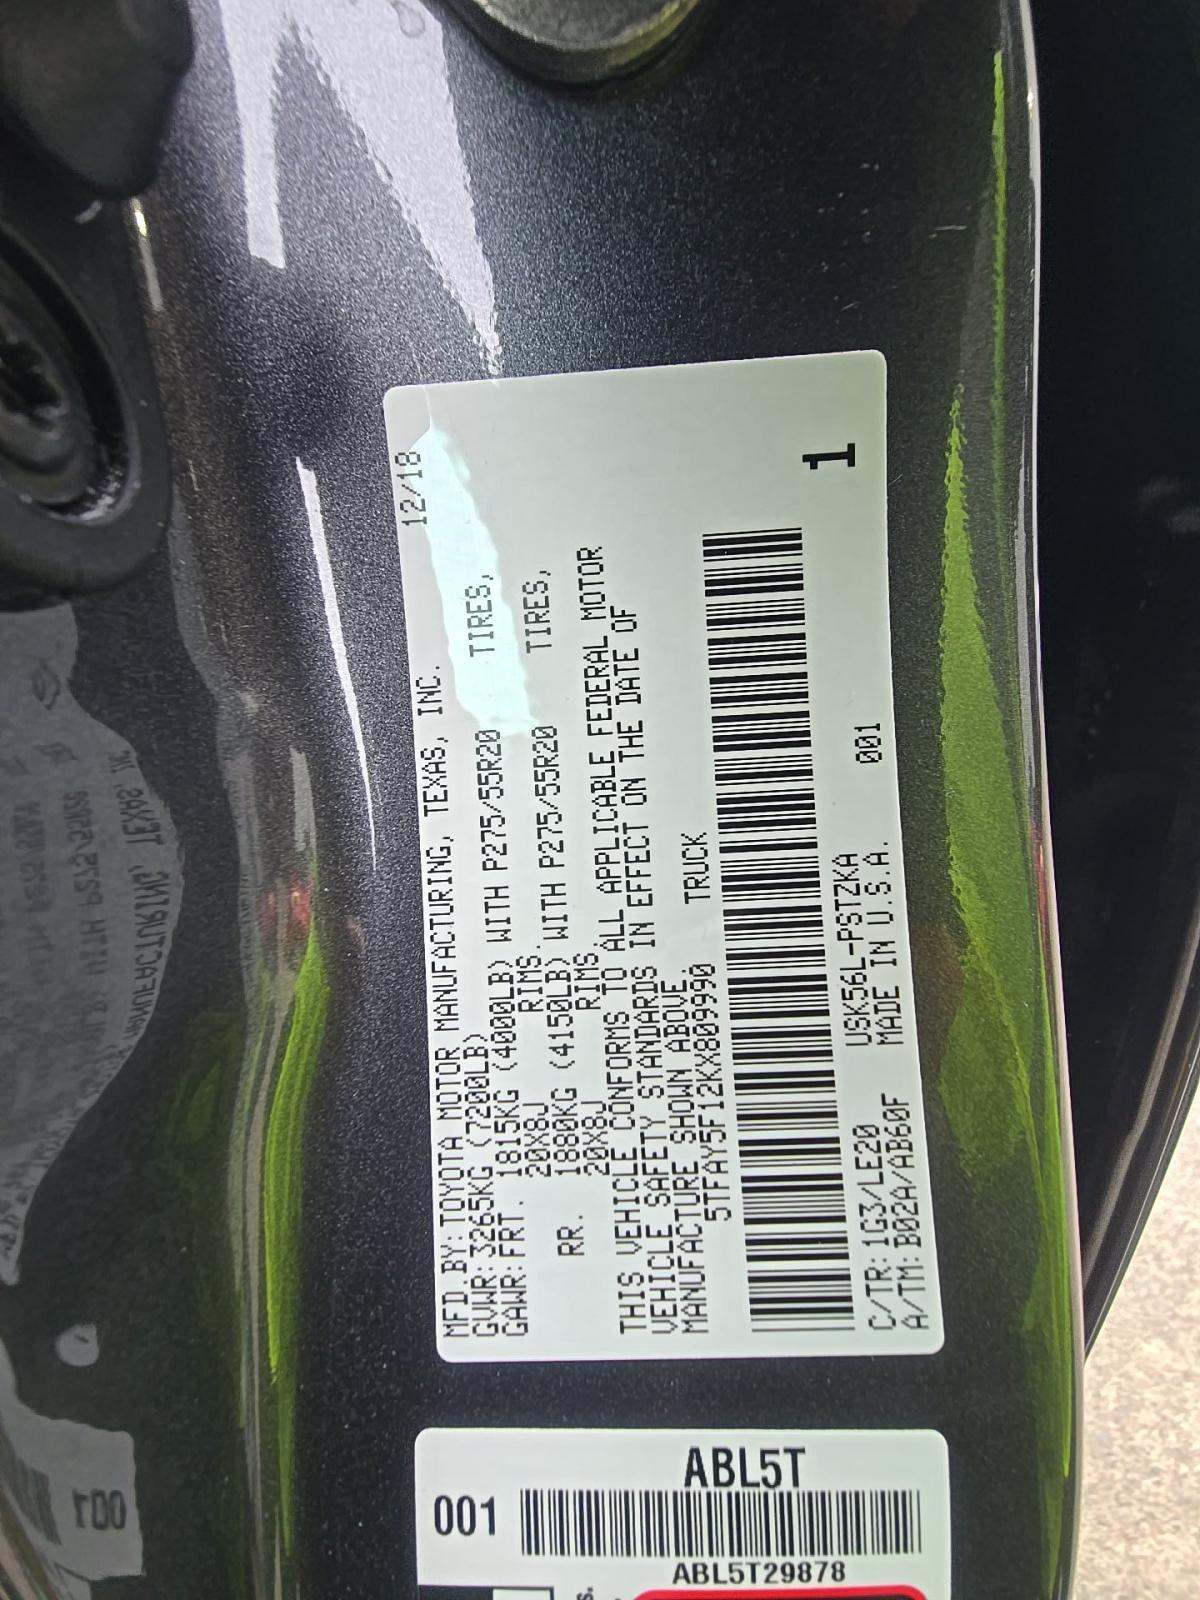 12/18
MFD.BY:TOYOTA MOTOR MANUFACTURING, TEXAS, INC.
GVWR:3265KG(7200LB)
GAWR:FRT. 1815KG (4000LB) WITH P275/55R20 TIRES,
20X8J RIMS.
RR. 1880KG (4150LB) WITH P275/55R20 TIRES,
20X8J RIMS
THIS VEHICLE CONFORMS TO ALL APPLICABLE FEDERAL MOTOR
VEHICLE SAFETY STANDARDS IN EFFECT ON THE DATE OF
MANUFACTURE SHOWN ABOVE.
5TFAY5F12KX809990 TRUCK
1
C/TR:1G3/LE20 USK56L-PSTZKA 001
A/TM:B02A/AB60F MADE IN U.S.A.
ABL5T
001
ABL5T29878